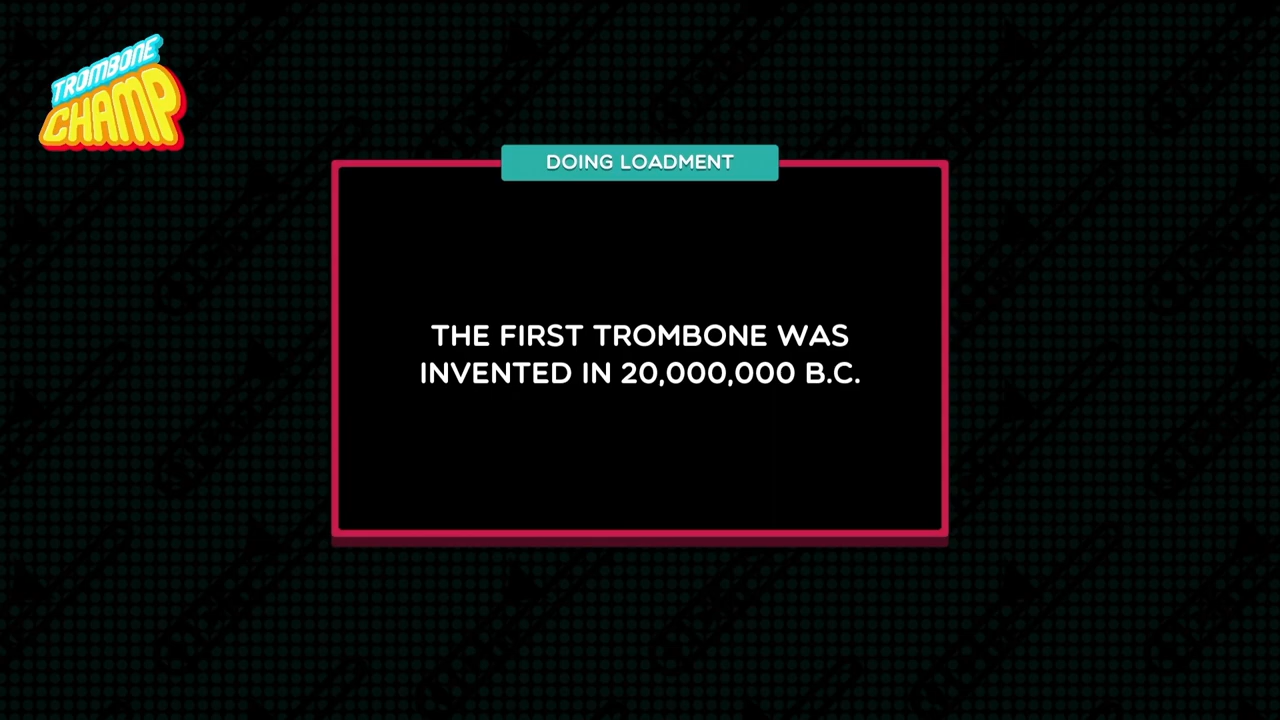 TROMBONE
CHAMP
DOING LOADMENT
THE FIRST TROMBONE WAS
INVENTED IN 20,000,000 B.C.